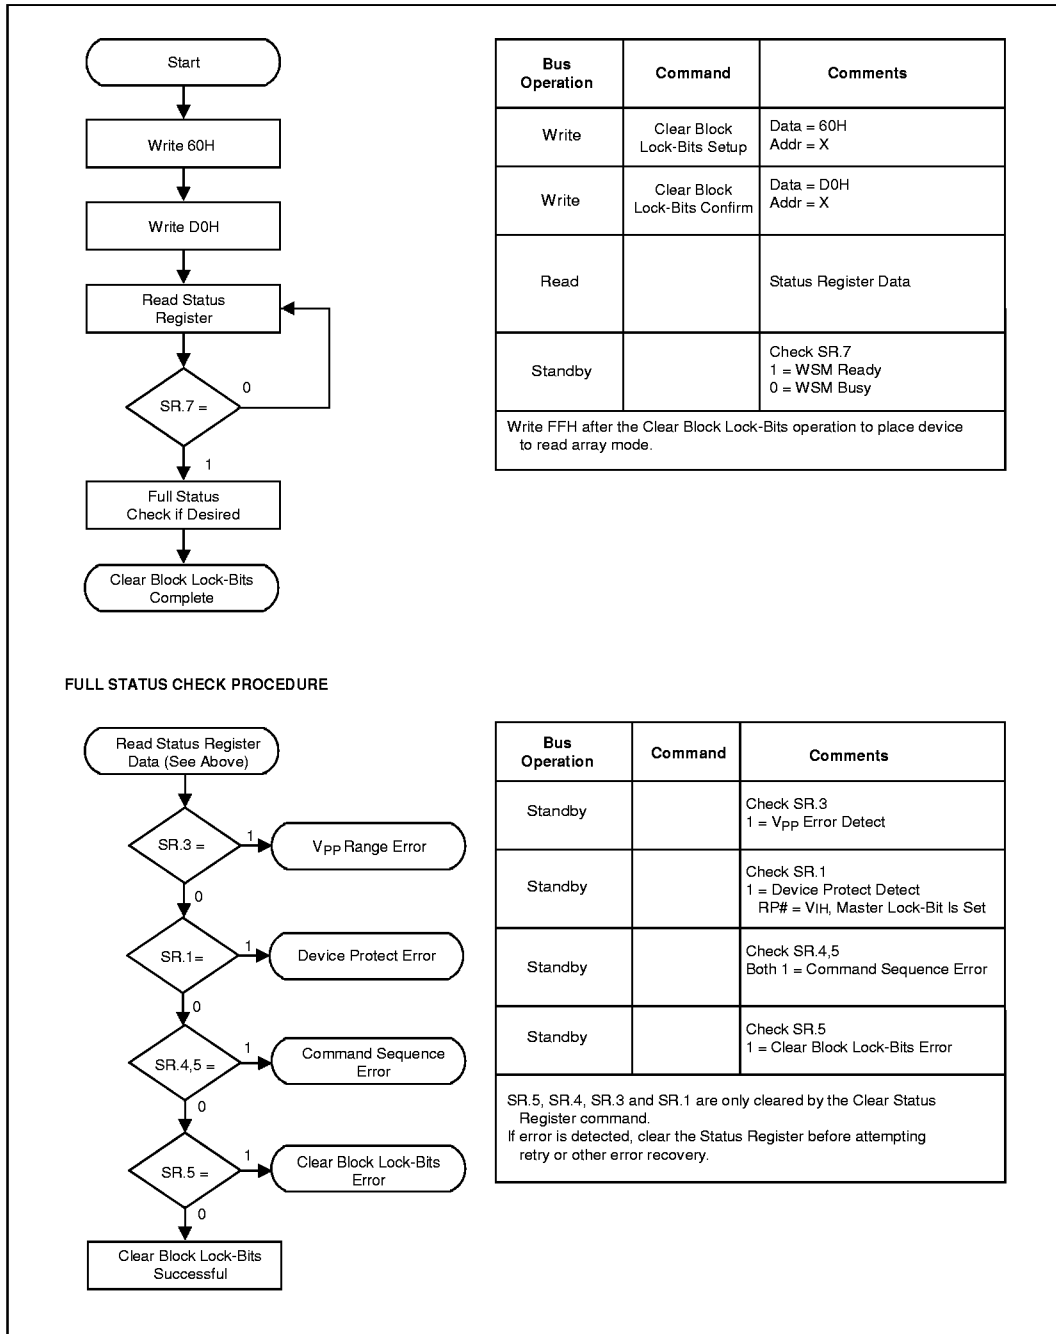 Start
Write 60H
Write D0H
Read Status
Register
0
SR.7 =
1
Full Status
Check if Desired
Clear Block Lock-Bits
Complete
Bus
Operation
Command
Comments
Write
Clear Block
Lock-Bits Setup
Data = 60H
Addr = X
Write
Clear Block
Lock-Bits Confirm
Data = D0H
Addr = X
Read
Status Register Data
Standby
Check SR.7
1 = WSM Ready
0 = WSM Busy
Write FFH after the Clear Block Lock-Bits operation to place device
to read array mode.
FULL STATUS CHECK PROCEDURE
Read Status Register
Data (See Above)
SR.3 =
1
VPP Range Error
0
SR.1=
1
Device Protect Error
0
SR.4,5 =
1
Command Sequence
Error
0
SR.5 =
1
Clear Block Lock-Bits
Error
0
Clear Block Lock-Bits
Successful
Bus
Operation
Command
Comments
Standby
Check SR.3
1 = VPP Error Detect
Standby
Check SR.1
1 = Device Protect Detect
RP# = VIH, Master Lock-Bit Is Set
Standby
Check SR.4,5
Both 1 = Command Sequence Error
Standby
Check SR.5
1 = Clear Block Lock-Bits Error
SR.5, SR.4, SR.3 and SR.1 are only cleared by the Clear Status
Register command.
If error is detected, clear the Status Register before attempting
retry or other error recovery.